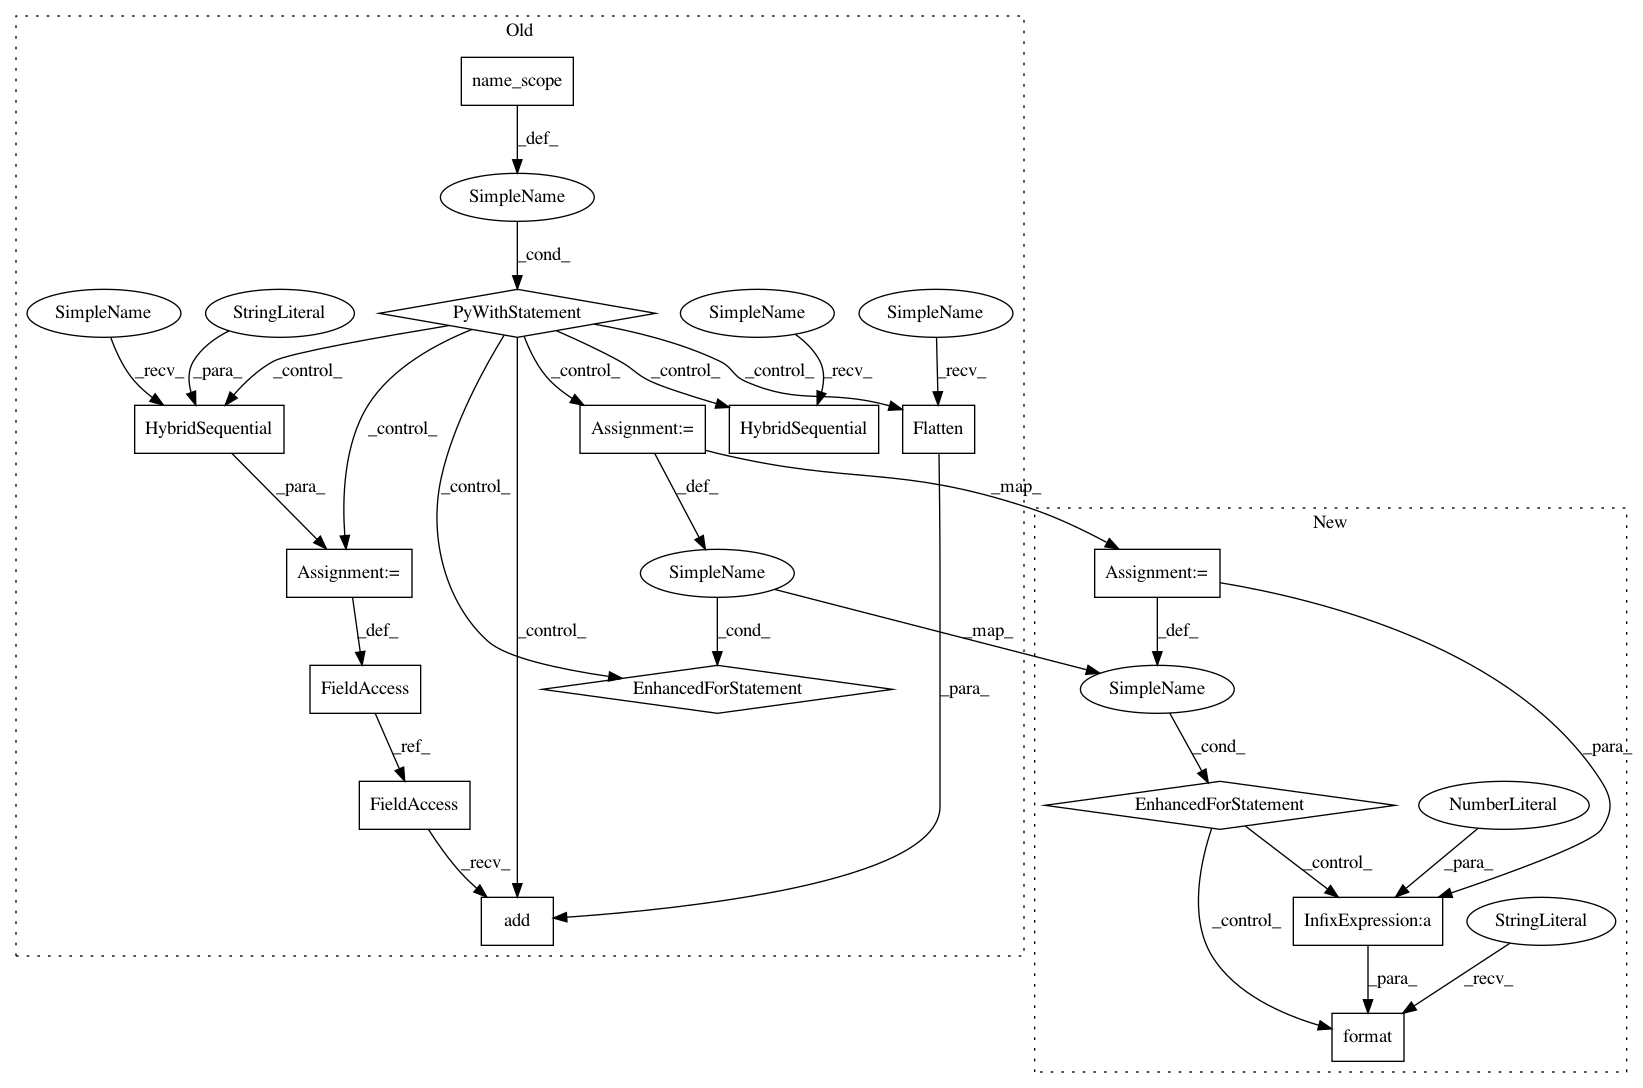 Old
name_scope
_def_
SimpleName
_cond_
SimpleName
StringLiteral
PyWithStatement
SimpleName
SimpleName
_recv_
_para_
_control_
_control_
_control_
_recv_
_control_
_recv_
HybridSequential
_control_
Assignment:=
HybridSequential
Flatten
_para_
_control_
_def_
_map_
New
Assignment:=
SimpleName
Assignment:=
_def_
_control_
_cond_
_map_
_def_
FieldAccess
EnhancedForStatement
_para_
SimpleName
_ref_
_cond_
_para_
FieldAccess
EnhancedForStatement
NumberLiteral
_recv_
_control_
_para_
add
_control_
InfixExpression:a
StringLiteral
_para_
_recv_
format